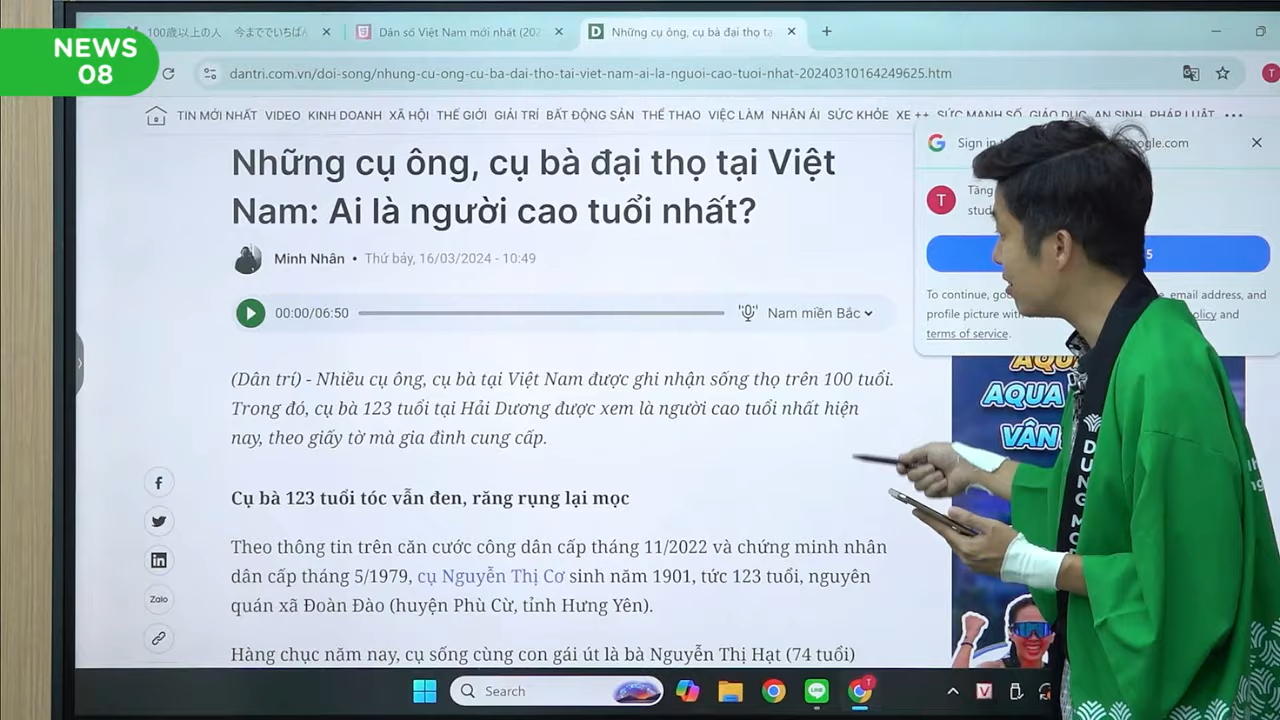 NEWS
08
100歳以上の人 今まででいちばん
Dân số Việt Nam mới nhất (202
Những cụ ông, cụ bà đại thọ tạ
dantri.com.vn/doi-song/nhung-cu-ong-cu-ba-dai-tho-tai-viet-nam-ai-la-nguoi-cao-tuoi-nhat-20240310164249625.htm
T
TIN MỚI NHẤT VIDEO KINH DOANH XÃ HỘI THẾ GIỚI GIẢI TRÍ BẤT ĐỘNG SẢN THỂ THAO VIỆC LÀM NHÂN ÁI SỨC KHỎE XE ++ SỨC MẠNH SỐ GIÁO DỤC AN SINH PHÁP LUẬT
Những cụ ông, cụ bà đại thọ tại Việt
Nam: Ai là người cao tuổi nhất?
Minh Nhân • Thứ bảy, 16/03/2024 - 10:49
00:00/06:50
Nam miền Bắc
(Dân trí) - Nhiều cụ ông, cụ bà tại Việt Nam được ghi nhận sống thọ trên 100 tuổi.
Trong đó, cụ bà 123 tuổi tại Hải Dương được xem là người cao tuổi nhất hiện
nay, theo giấy tờ mà gia đình cung cấp.
Cụ bà 123 tuổi tóc vẫn đen, răng rụng lại mọc
Theo thông tin trên căn cước công dân cấp tháng 11/2022 và chứng minh nhân
dân cấp tháng 5/1979, cụ Nguyễn Thị Cơ sinh năm 1901, tức 123 tuổi, nguyên
quán xã Đoàn Đào (huyện Phù Cừ, tỉnh Hưng Yên).
Hàng chục năm nay, cụ sống cùng con gái út là bà Nguyễn Thị Hạt (74 tuổi)
Zalo
Sign in
google.com
T
Tăng
stud
5
To continue, goo
e, email address, and
profile picture with
olicy and
terms of service.
AQUA
AQUA
VÂN
DUNG MO
Search
LINE
V
T